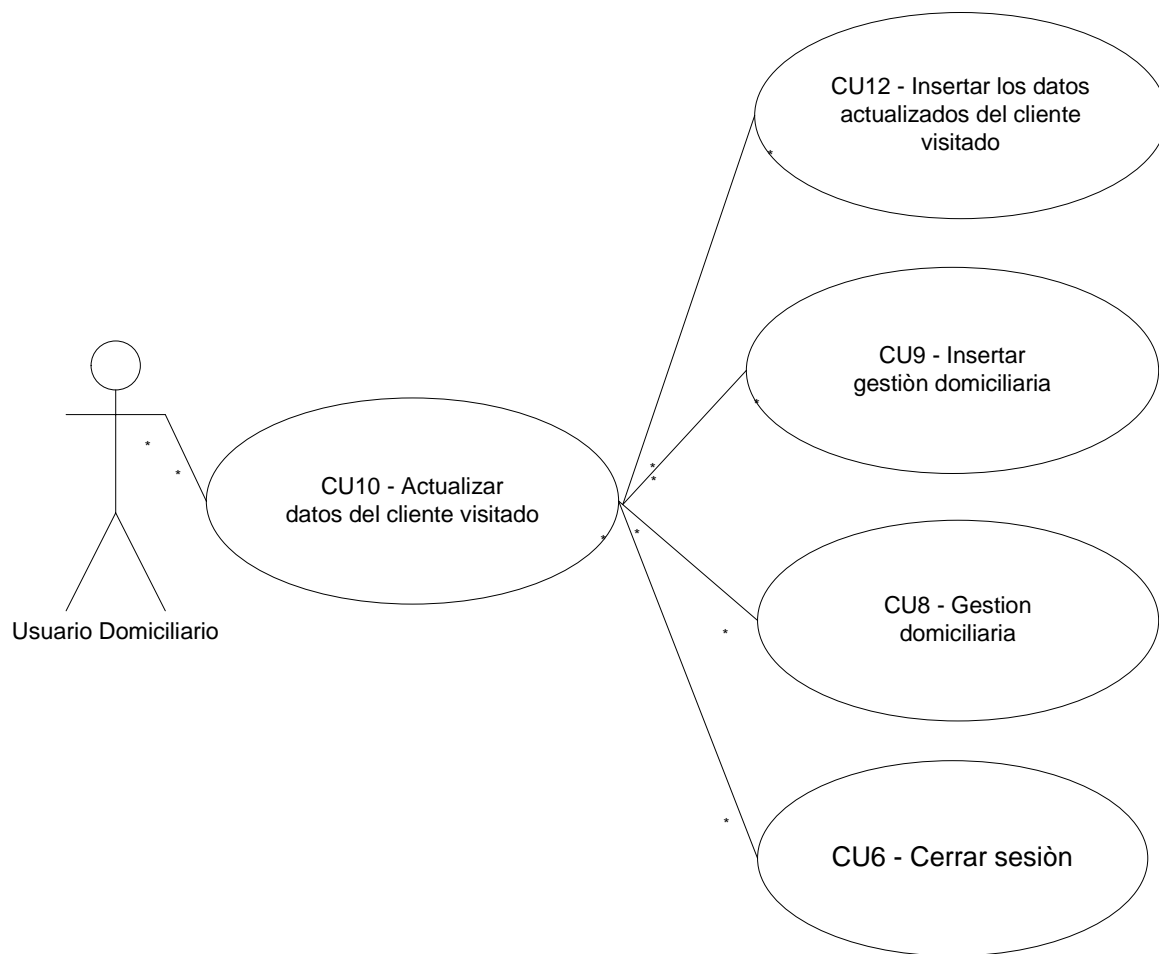 CU12 - Insertar los datos
actualizados del cliente
visitado
*
CU9 - Insertar
gestiòn domiciliaria
*
*
*
*
*
CU10 - Actualizar
datos del cliente visitado
*
*
CU8 - Gestion
domiciliaria
*
Usuario Domiciliario
CU6 - Cerrar sesiòn
*